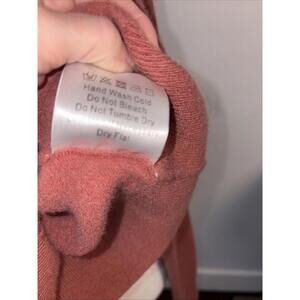 Hand Wash Cold
Do Not Bleach
Do Not Tumble Dry
Dry Flat